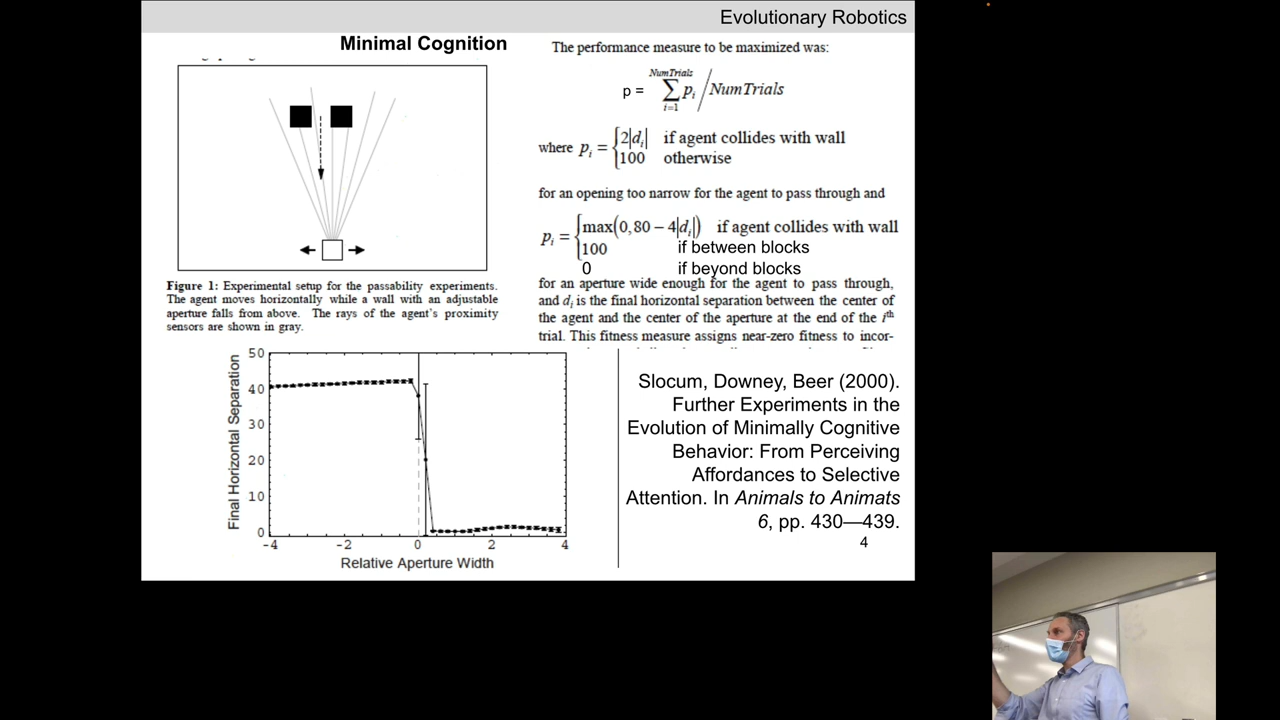 Evolutionary Robotics
Minimal Cognition
Figure 1: Experimental setup for the passability experiments.
The agent moves horizontally while a wall with an adjustable
aperture falls from above. The rays of the agent's proximity
sensors are shown in gray.
The performance measure to be maximized was:
p = NumTrials ∑ i=1 p_i / NumTrials
where p_i = { 2|d_i| if agent collides with wall
100 otherwise
for an opening too narrow for the agent to pass through and
p_i = { max(0,80 − 4|d_i|) if agent collides with wall
100 if between blocks
0 if beyond blocks
for an aperture wide enough for the agent to pass through,
and d_i is the final horizontal separation between the center of
the agent and the center of the aperture at the end of the i^th
trial. This fitness measure assigns near-zero fitness to incor-
Final Horizontal Separation
50
40
30
20
10
0
-4 -2 0 2 4
Relative Aperture Width
Slocum, Downey, Beer (2000).
Further Experiments in the
Evolution of Minimally Cognitive
Behavior: From Perceiving
Affordances to Selective
Attention. In Animals to Animats
6, pp. 430—439.
4